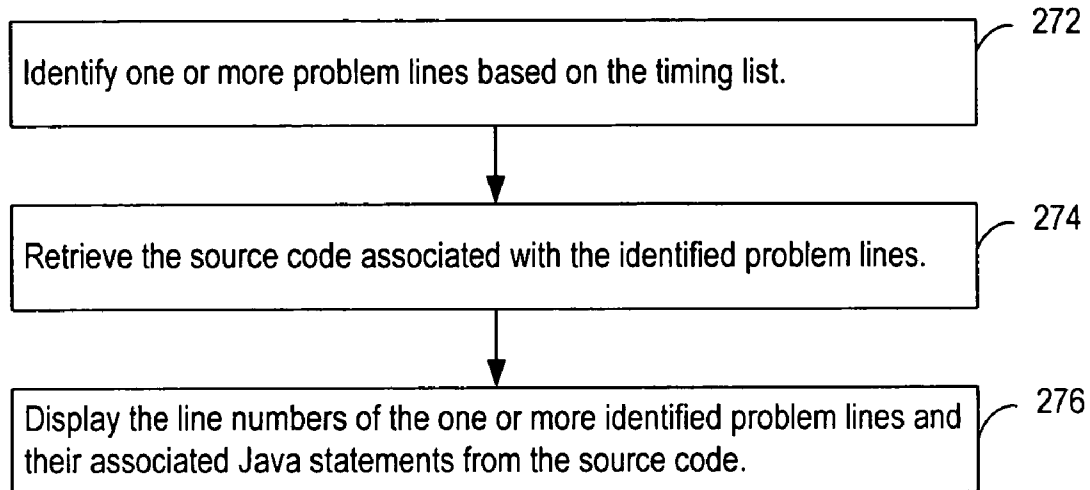 272
Identify one or more problem lines based on the timing list.
274
Retrieve the source code associated with the identified problem lines.
276
Display the line numbers of the one or more identified problem lines and
their associated Java statements from the source code.